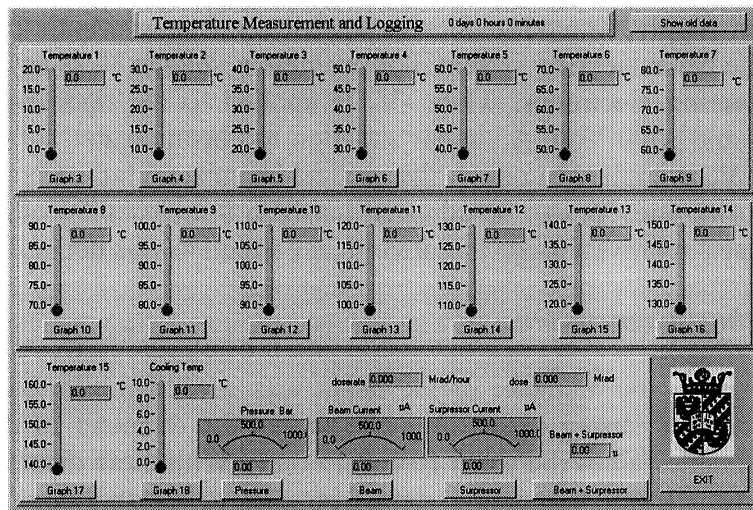 Temperature Measurement and Logging 0 days 0 hours 0 minutes Show old data
Temperature 1 Temperature 2 Temperature 3 Temperature 4 Temperature 5 Temperature 6 Temperature 7
20.0 0.0 °C 30.0 0.0 °C 40.0 0.0 °C 50.0 0.0 °C 60.0 0.0 °C 70.0 0.0 °C 80.0 0.0 °C
15.0 25.0 35.0 45.0 55.0 65.0 75.0
10.0 20.0 30.0 40.0 50.0 60.0 70.0
5.0 15.0 25.0 35.0 45.0 55.0 65.0
0.0 10.0 20.0 30.0 40.0 50.0 60.0
Graph 3 Graph 4 Graph 5 Graph 6 Graph 7 Graph 8 Graph 9
Temperature 8 Temperature 9 Temperature 10 Temperature 11 Temperature 12 Temperature 13 Temperature 14
90.0 0.0 °C 100.0 0.0 °C 110.0 0.0 °C 120.0 0.0 °C 130.0 0.0 °C 140.0 0.0 °C 150.0 0.0 °C
85.0 95.0 105.0 115.0 125.0 135.0 145.0
80.0 90.0 100.0 110.0 120.0 130.0 140.0
75.0 85.0 95.0 105.0 115.0 125.0 135.0
70.0 80.0 90.0 100.0 110.0 120.0 130.0
Graph 10 Graph 11 Graph 12 Graph 13 Graph 14 Graph 15 Graph 16
Temperature 15 Cooling Temp
160.0 0.0 °C 10.0 0.0 °C doserate 0.000 Mrad/hour dose 0.000 Mrad
155.0 8.0
150.0 6.0 Pressure Bar Beam Current µA Surpressor Current µA
145.0 4.0 500.0 500.0 500.0 Beam + Surpressor
140.0 2.0 0.0 1000. 0.0 1000. 0.0 1000.0 0.00 µ
0.0 0.00 0.00 0.00
Graph 17 Graph 18 Pressure Beam Surpressor Beam + Surpressor EXIT